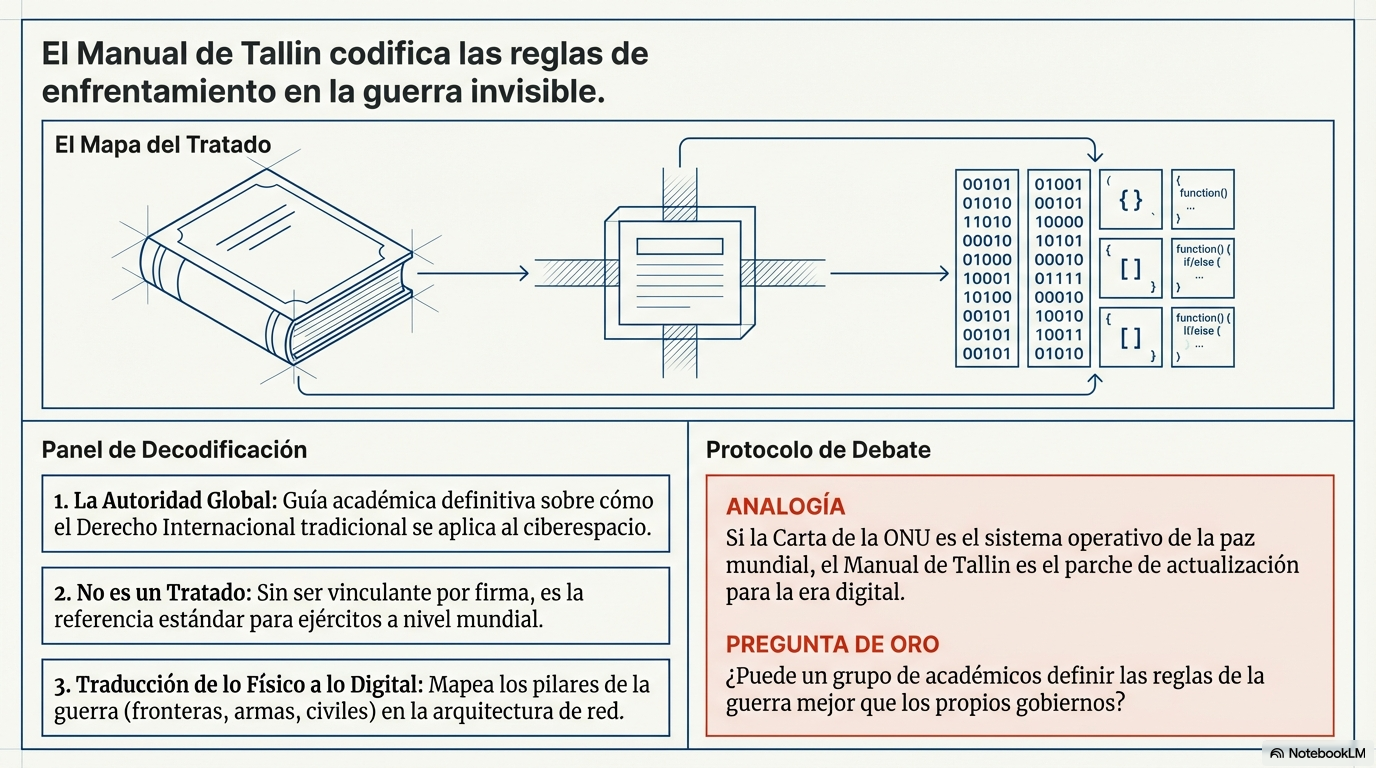 El Manual de Tallin codifica las reglas de
enfrentamiento en la guerra invisible.
El Mapa del Tratado
00101
01010
11010
00010
01000
10001
10100
00101
00101
00101
01001
00101
10000
10101
00010
01111
00010
10010
10011
01010
(
{}
`
{
[]
}
{
[]
}
{
function()
...
}
function() (
if/else (
...
}
function() (
...
)
Panel de Decodificación
1. La Autoridad Global: Guía académica definitiva sobre cómo
el Derecho Internacional tradicional se aplica al ciberespacio.
2. No es un Tratado: Sin ser vinculante por firma, es la
referencia estándar para ejércitos a nivel mundial.
3. Traducción de lo Físico a lo Digital: Mapea los pilares de la
guerra (fronteras, armas, civiles) en la arquitectura de red.
Protocolo de Debate
ANALOGÍA
Si la Carta de la ONU es el sistema operativo de la paz
mundial, el Manual de Tallin es el parche de actualización
para la era digital.
PREGUNTA DE ORO
¿Puede un grupo de académicos definir las reglas de la
guerra mejor que los propios gobiernos?
NotebookLM